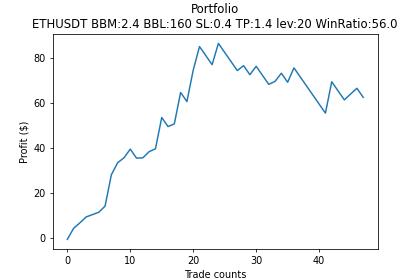 Portfolio
ETHUSDT BBM:2.4 BBL:160 SL:0.4 TP:1.4 lev:20 WinRatio:56.0
80
60
40
20
0
Profit ($)
0 10 20 30 40
Trade counts